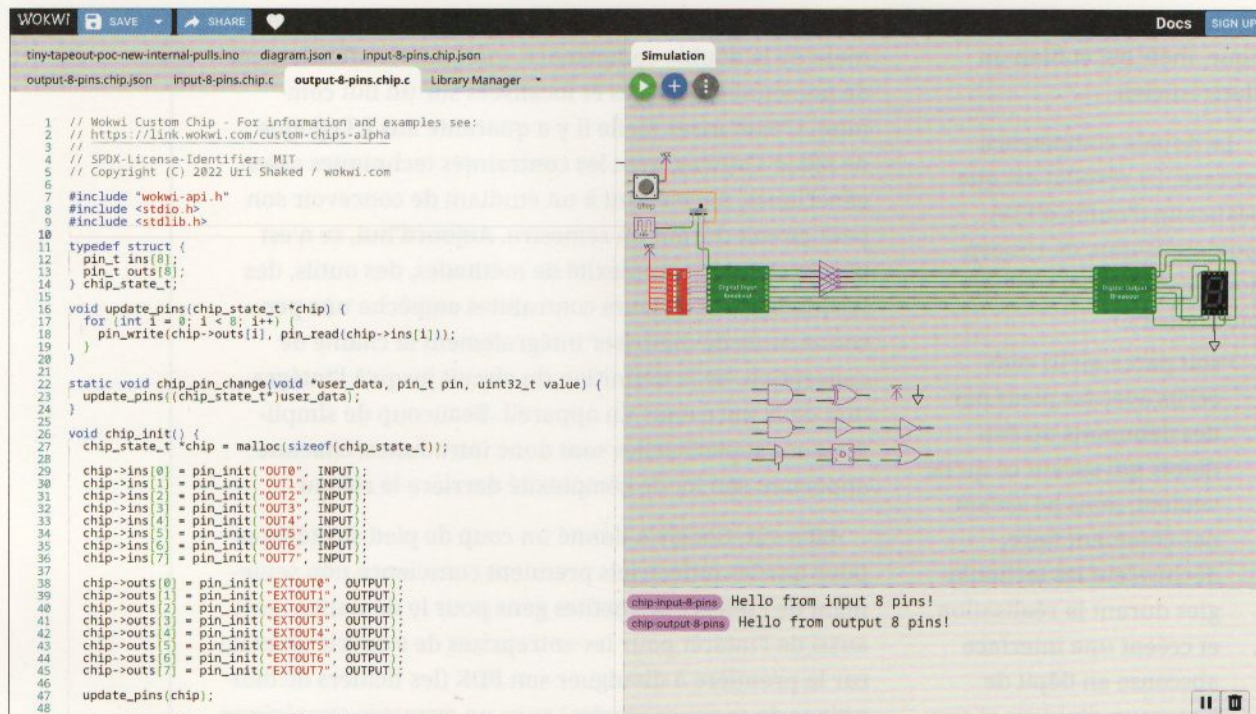 WOKWI SAVE SHARE Docs SIGN UP
tiny-tapeout-poc-new-internal-pulls.ino diagram.json ● input-8-pins.chip.json
output-8-pins.chip.json input-8-pins.chip.c output-8-pins.chip.c Library Manager
Simulation
1 // Wokwi Custom Chip - For information and examples see:
2 // https://link.wokwi.com/custom-chips-alpha
3 //
4 // SPDX-License-Identifier: MIT
5 // Copyright (C) 2022 Uri Shaked / wokwi.com
6
7 #include "wokwi-api.h"
8 #include <stdio.h>
9 #include <stdlib.h>
10
11 typedef struct {
12 pin_t ins[8];
13 pin_t outs[8];
14 } chip_state_t;
15
16 void update_pins(chip_state_t *chip) {
17 for (int i = 0; i < 8; i++) {
18 pin_write(chip->outs[i], pin_read(chip->ins[i]));
19 }
20 }
21
22 static void chip_pin_change(void *user_data, pin_t pin, uint32_t value) {
23 update_pins((chip_state_t*)user_data);
24 }
25
26 void chip_init() {
27 chip_state_t *chip = malloc(sizeof(chip_state_t));
28
29 chip->ins[0] = pin_init("OUT0", INPUT);
30 chip->ins[1] = pin_init("OUT1", INPUT);
31 chip->ins[2] = pin_init("OUT2", INPUT);
32 chip->ins[3] = pin_init("OUT3", INPUT);
33 chip->ins[4] = pin_init("OUT4", INPUT);
34 chip->ins[5] = pin_init("OUT5", INPUT);
35 chip->ins[6] = pin_init("OUT6", INPUT);
36 chip->ins[7] = pin_init("OUT7", INPUT);
37
38 chip->outs[0] = pin_init("EXTOUT0", OUTPUT);
39 chip->outs[1] = pin_init("EXTOUT1", OUTPUT);
40 chip->outs[2] = pin_init("EXTOUT2", OUTPUT);
41 chip->outs[3] = pin_init("EXTOUT3", OUTPUT);
42 chip->outs[4] = pin_init("EXTOUT4", OUTPUT);
43 chip->outs[5] = pin_init("EXTOUT5", OUTPUT);
44 chip->outs[6] = pin_init("EXTOUT6", OUTPUT);
45 chip->outs[7] = pin_init("EXTOUT7", OUTPUT);
46
47 update_pins(chip);
48
VCC
VCC
Digital Input
Breakout
Digital Output
Breakout
D
chip-input-8-pins Hello from input 8 pins!
chip-output-8-pins Hello from output 8 pins!